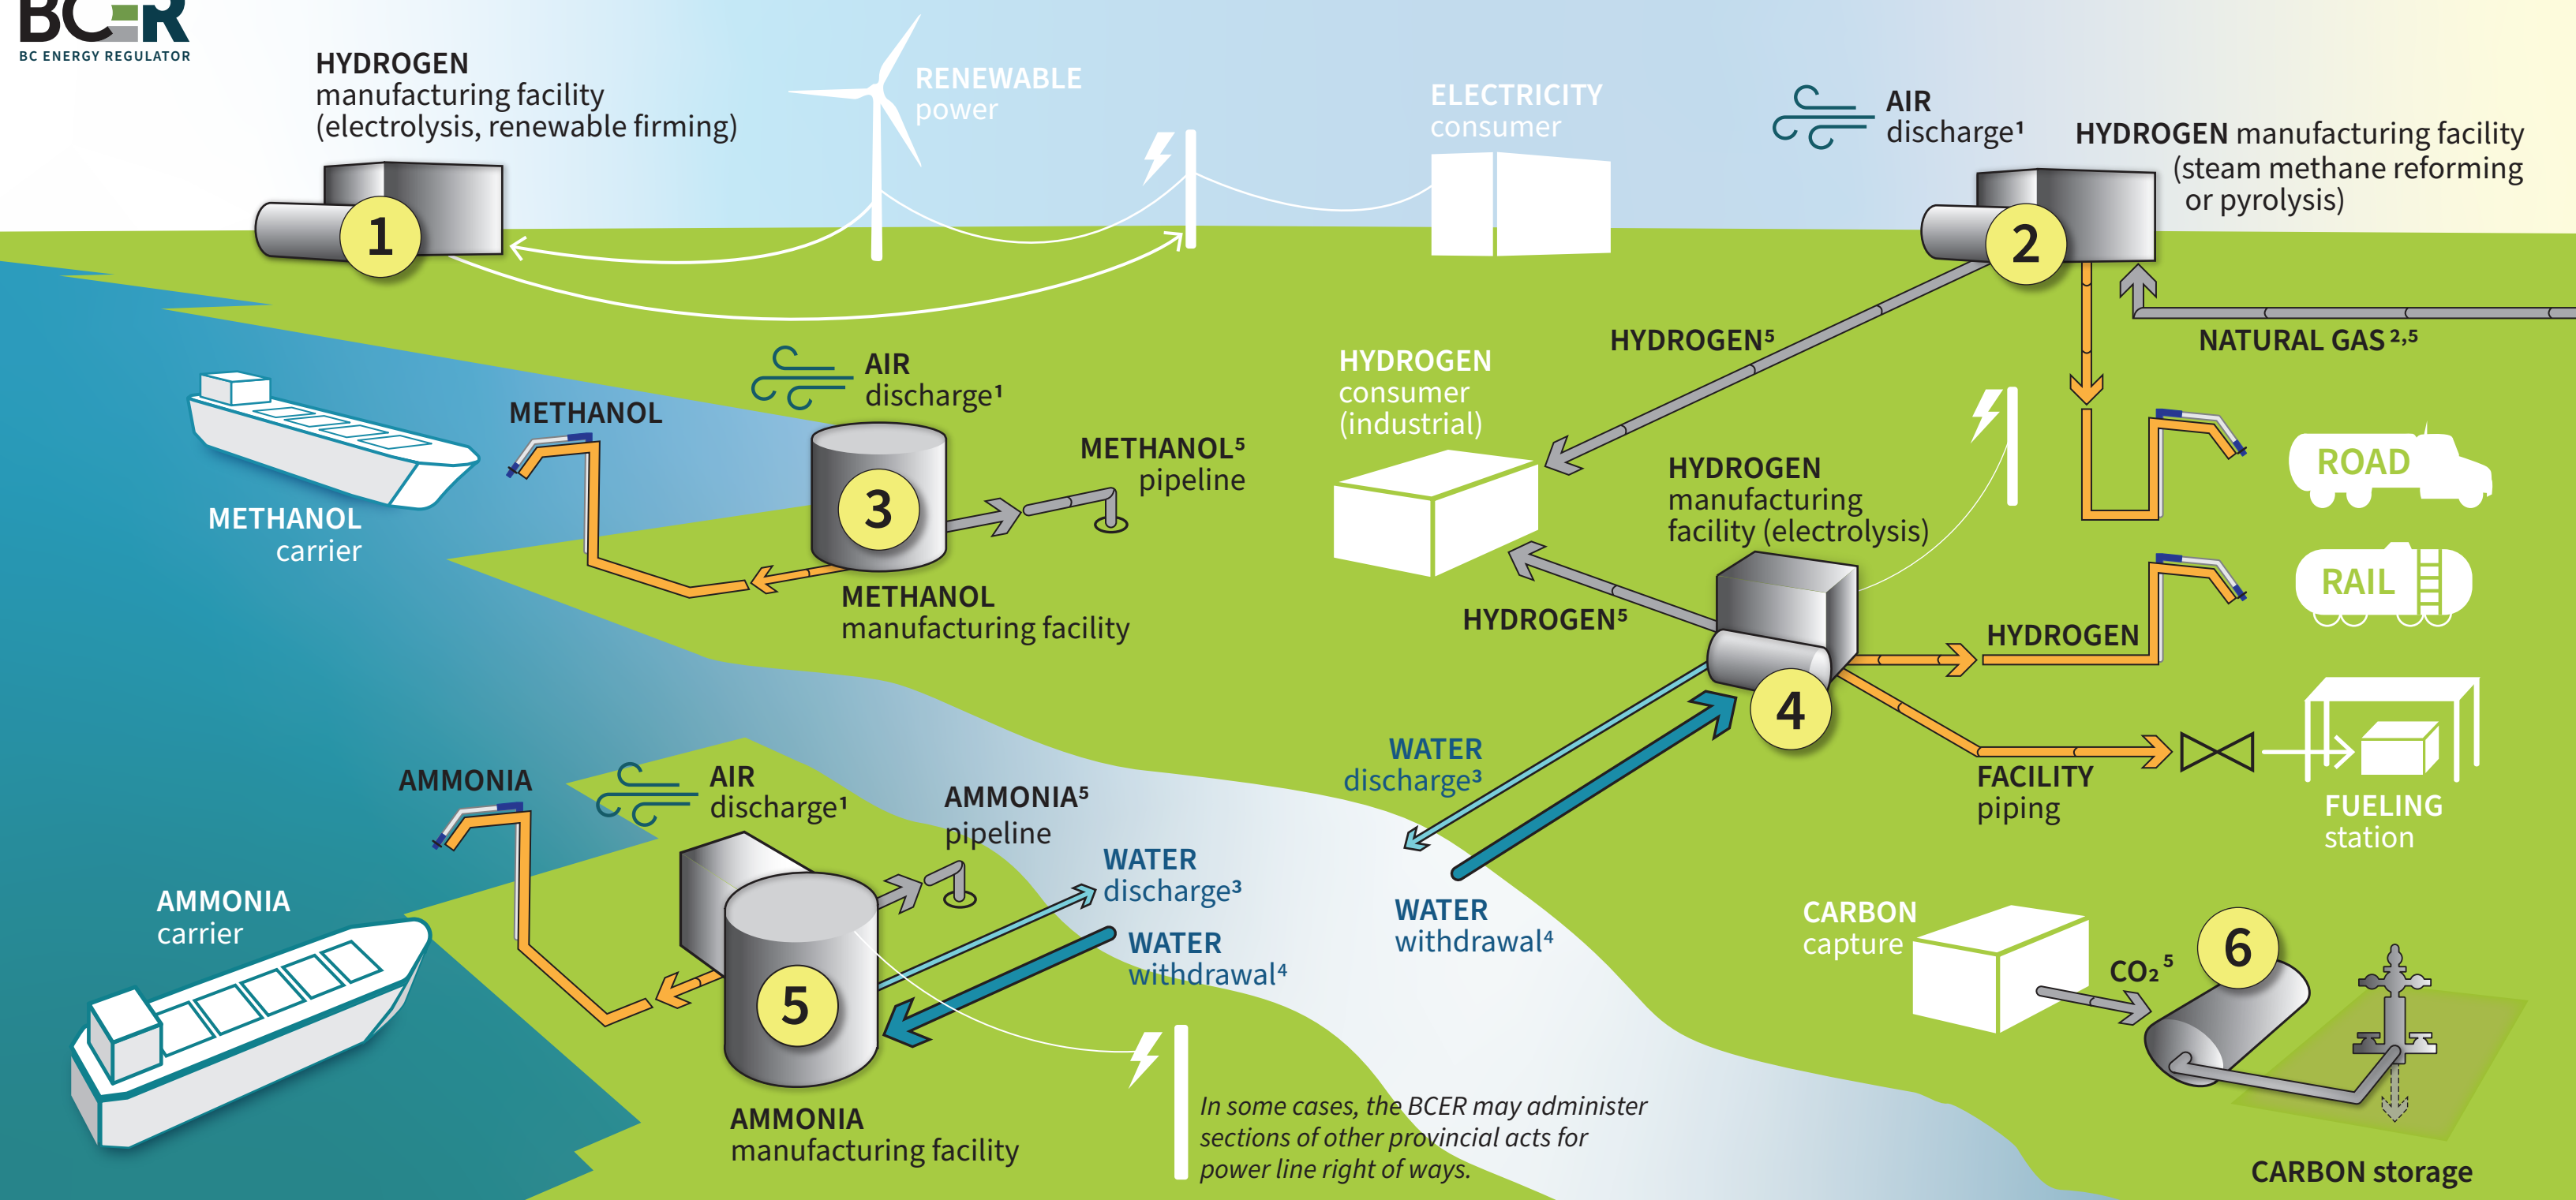 BCER
BC ENERGY REGULATOR
HYDROGEN
manufacturing facility
(electrolysis, renewable firming)
1
RENEWABLE
power
ELECTRICITY
consumer
AIR
discharge¹
HYDROGEN manufacturing facility
(steam methane reforming
or pyrolysis)
2
HYDROGEN⁵
NATURAL GAS ²,⁵
HYDROGEN
consumer
(industrial)
ROAD
RAIL
METHANOL
METHANOL
carrier
AIR
discharge¹
3
METHANOL⁵
pipeline
METHANOL
manufacturing facility
HYDROGEN
manufacturing
facility (electrolysis)
4
HYDROGEN⁵
HYDROGEN
FACILITY
piping
FUELING
station
WATER
discharge³
WATER
withdrawal⁴
AMMONIA
AMMONIA
carrier
AIR
discharge¹
AMMONIA⁵
pipeline
WATER
discharge³
WATER
withdrawal⁴
5
AMMONIA
manufacturing facility
In some cases, the BCER may administer
sections of other provincial acts for
power line right of ways.
CARBON
capture
CO₂ ⁵
6
CARBON storage